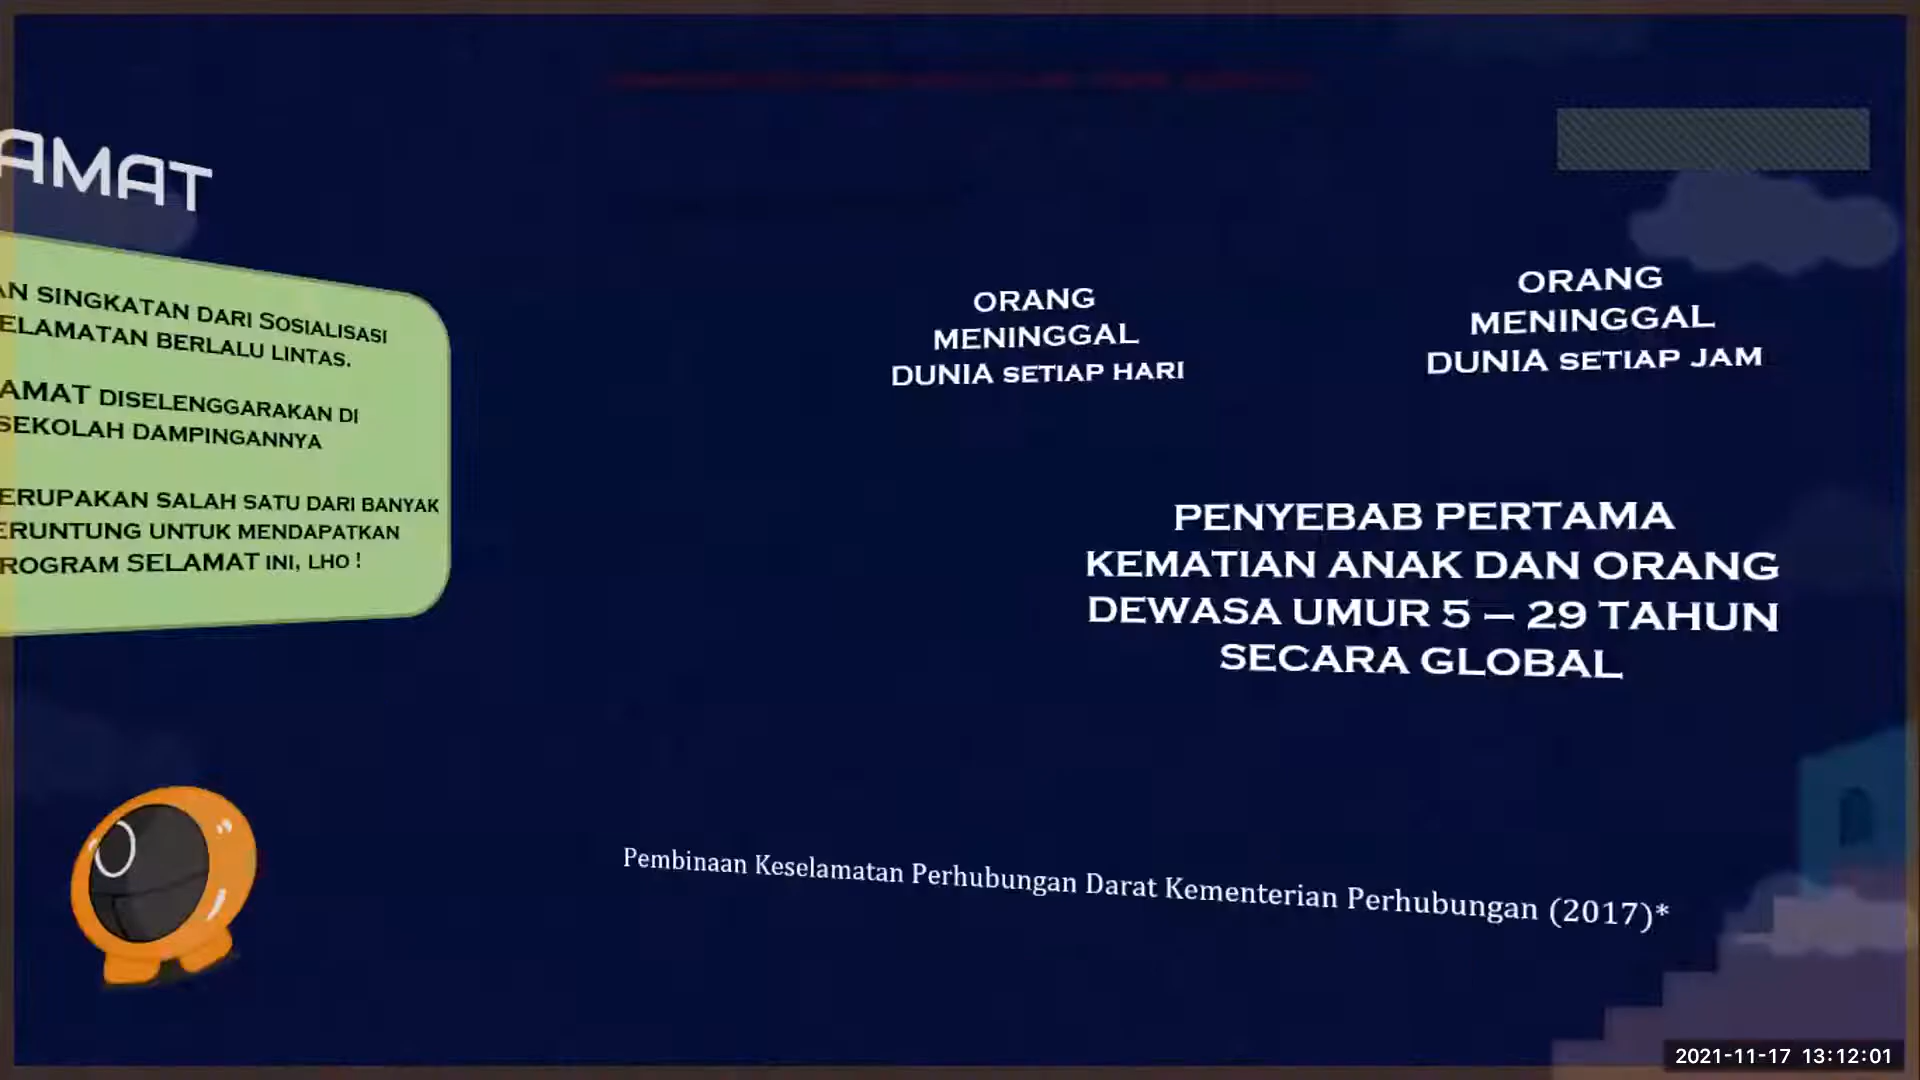 AMAT
AN SINGKATAN DARI SOSIALISASI
ELAMATAN BERLALU LINTAS.
AMAT DISELENGGARAKAN DI
SEKOLAH DAMPINGANNYA
ERUPAKAN SALAH SATU DARI BANYAK
ERUNTUNG UNTUK MENDAPATKAN
ROGRAM SELAMAT INI, LHO !
ORANG
MENINGGAL
DUNIA SETIAP HARI
ORANG
MENINGGAL
DUNIA SETIAP JAM
PENYEBAB PERTAMA
KEMATIAN ANAK DAN ORANG
DEWASA UMUR 5 – 29 TAHUN
SECARA GLOBAL
Pembinaan Keselamatan Perhubungan Darat Kementerian Perhubungan (2017)*
2021-11-17 13:12:01